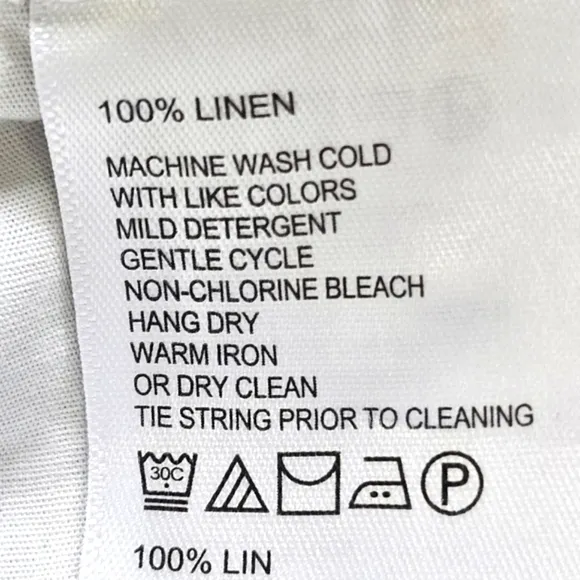 100% LINEN
MACHINE WASH COLD
WITH LIKE COLORS
MILD DETERGENT
GENTLE CYCLE
NON-CHLORINE BLEACH
HANG DRY
WARM IRON
OR DRY CLEAN
TIE STRING PRIOR TO CLEANING
30C P
100% LIN